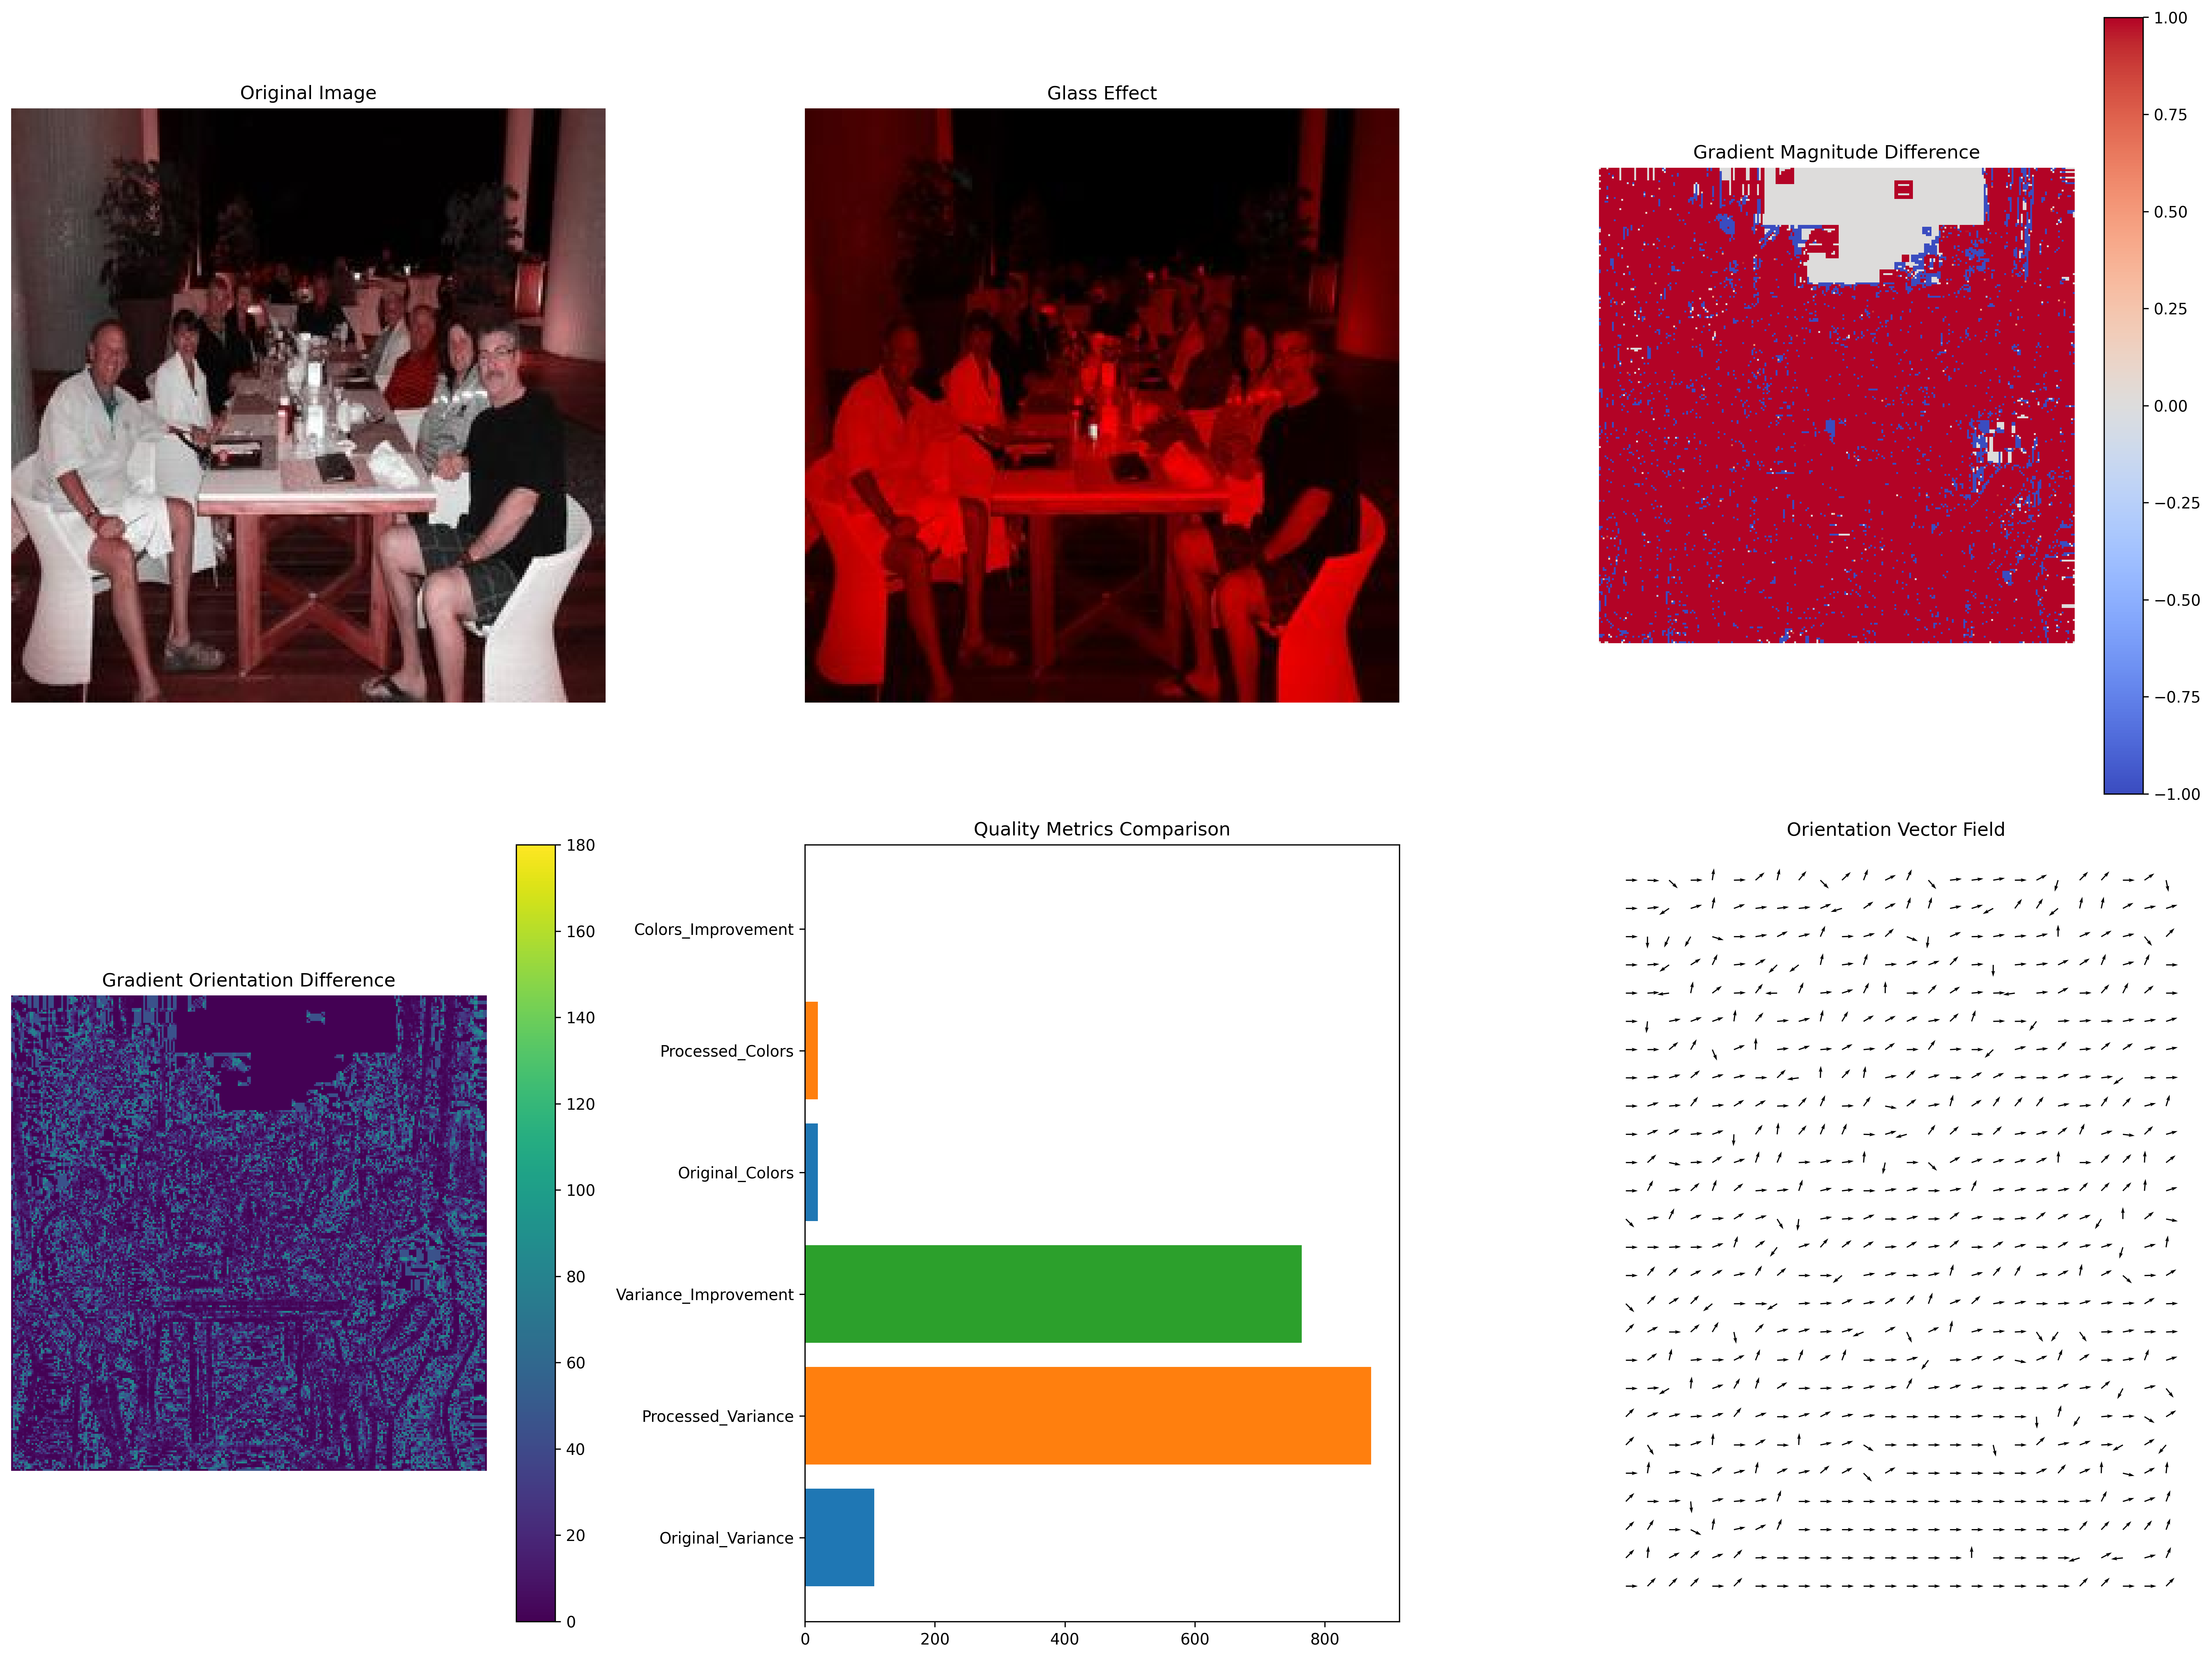 Original Image
Glass Effect
Gradient Magnitude Difference
1.00
0.75
0.50
0.25
0.00
−0.25
−0.50
−0.75
−1.00
Gradient Orientation Difference
180
160
140
120
100
80
60
40
20
0
Quality Metrics Comparison
Colors_Improvement
Processed_Colors
Original_Colors
Variance_Improvement
Processed_Variance
Original_Variance
0
200
400
600
800
Orientation Vector Field